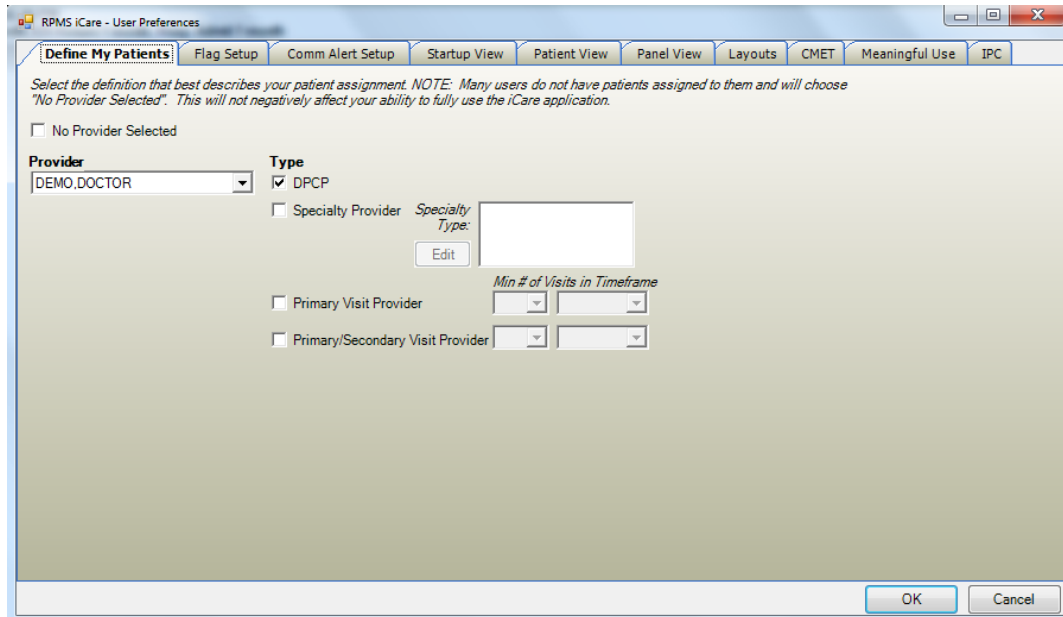 RPMS iCare - User Preferences
Define My Patients Flag Setup Comm Alert Setup Startup View Patient View Panel View Layouts CMET Meaningful Use IPC
Select the definition that best describes your patient assignment. NOTE: Many users do not have patients assigned to them and will choose
"No Provider Selected". This will not negatively affect your ability to fully use the iCare application.
No Provider Selected
Provider Type
DEMO,DOCTOR DPCP
Specialty Provider Specialty
Type:
Edit
Min # of Visits in Timeframe
Primary Visit Provider
Primary/Secondary Visit Provider
OK Cancel